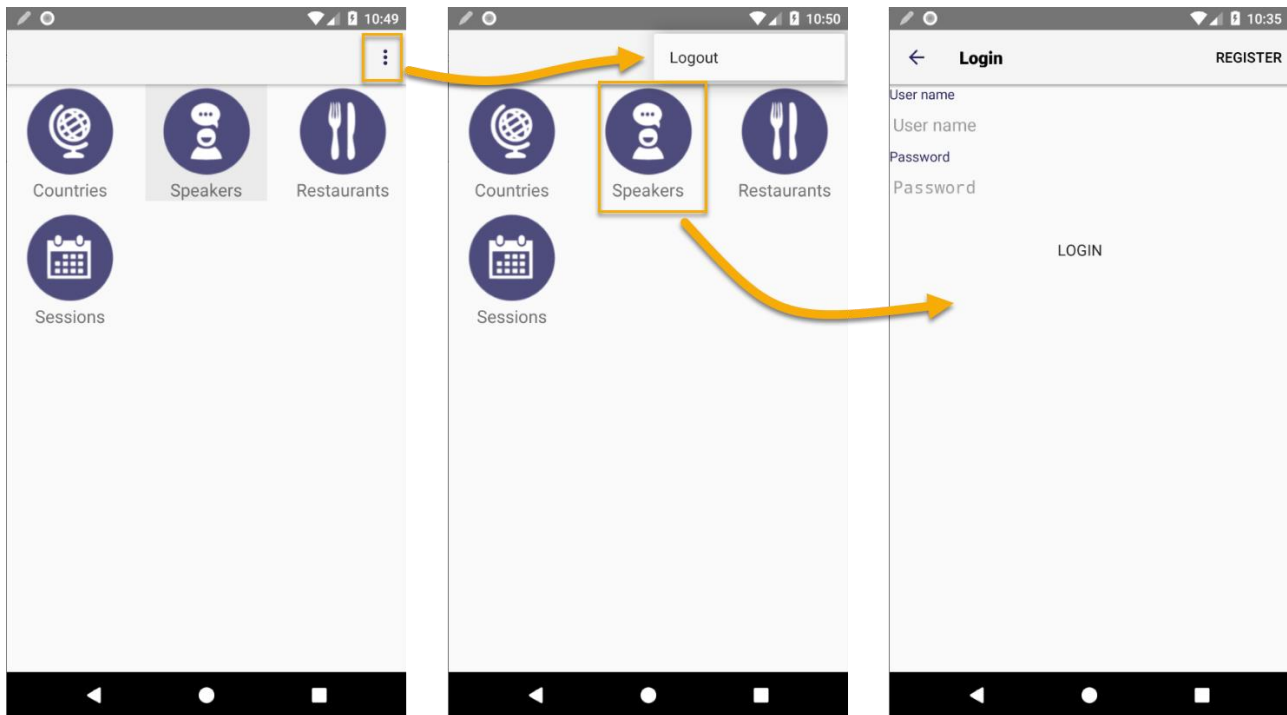 10:49
Countries
Speakers
Restaurants
Sessions
10:50
Logout
Countries
Speakers
Restaurants
Sessions
10:35
Login
REGISTER
User name
User name
Password
Password
LOGIN